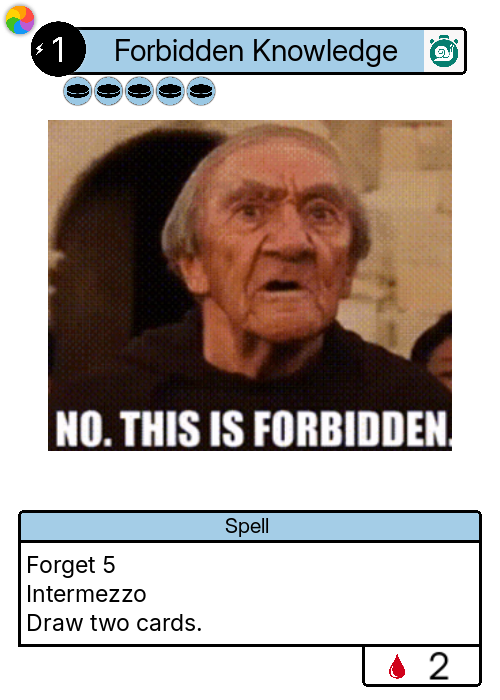 1 Forbidden Knowledge
NO. THIS IS FORBIDDEN.
Spell
Forget 5
Intermezzo
Draw two cards.
2